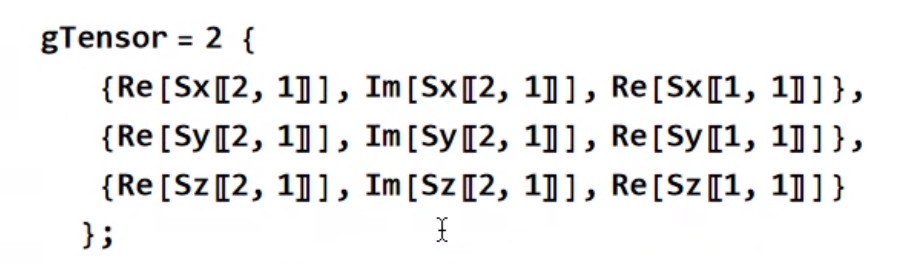 gTensor = 2 {
{Re[Sx〚2, 1〛], Im[Sx〚2, 1〛], Re[Sx〚1, 1〛]},
{Re[Sy〚2, 1〛], Im[Sy〚2, 1〛], Re[Sy〚1, 1〛]},
{Re[Sz〚2, 1〛], Im[Sz〚2, 1〛], Re[Sz〚1, 1〛]}
};